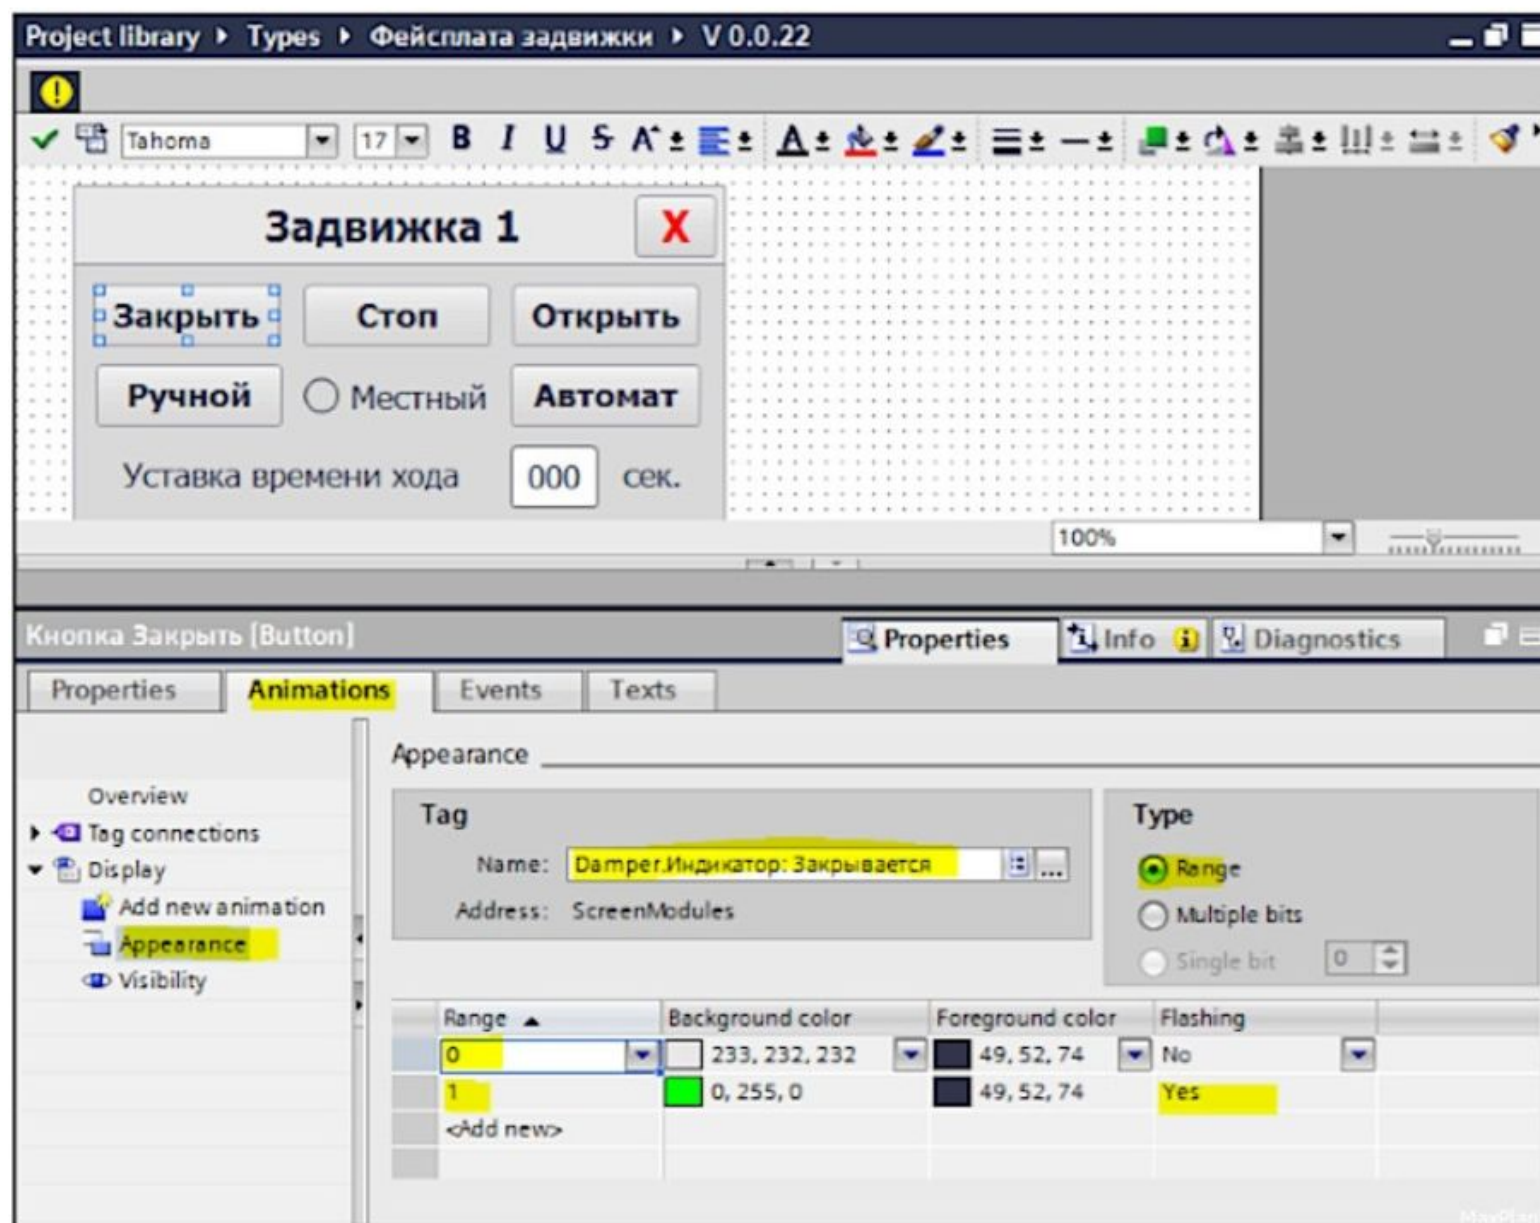 Project library ▸ Types ▸ Фейсплата задвижки ▸ V 0.0.22
Tahoma 17 B I U S A A
Задвижка 1 X
Закрыть Стоп Открыть
Ручной Местный Автомат
Уставка времени хода 000 сек.
100%
Кнопка Закрыть [Button] Properties Info Diagnostics
Properties Animations Events Texts
Appearance
Overview
Tag connections
Display
Add new animation
Appearance
Visibility
Tag
Name: Damper.Индикатор: Закрывается ...
Address: ScreenModules
Type
Range
Multiple bits
Single bit 0
Range Background color Foreground color Flashing
0 233, 232, 232 49, 52, 74 No
1 0, 255, 0 49, 52, 74 Yes
<Add new>